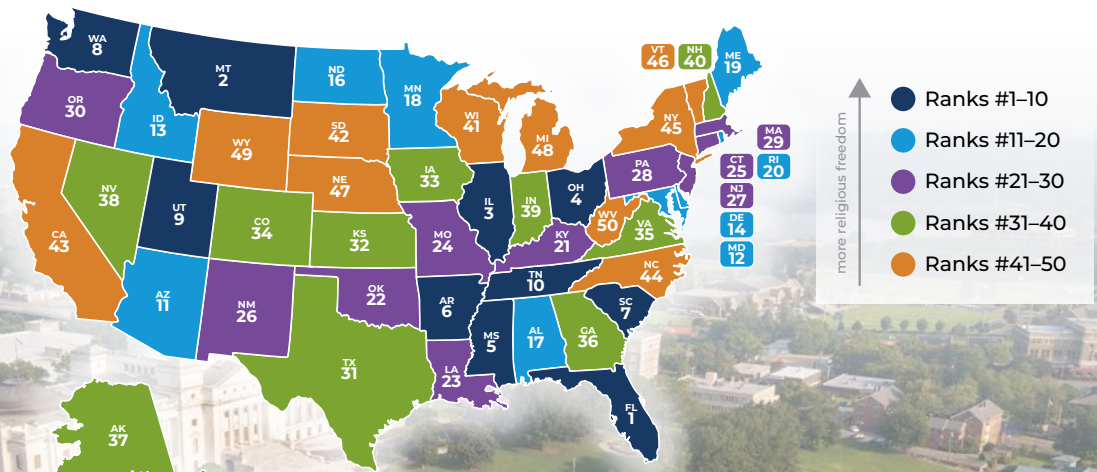 WA
8
MT
2
ND
16
MN
18
VT
46
NH
40
ME
19
OR
30
ID
13
WY
49
SD
42
WI
41
MI
48
NY
45
MA
29
CT
25
RI
20
NJ
27
DE
14
MD
12
NV
38
UT
9
CO
34
NE
47
IA
33
IL
3
IN
39
OH
4
PA
28
WV
50
VA
35
CA
43
KS
32
MO
24
KY
21
NC
44
TN
10
AZ
11
NM
26
OK
22
AR
6
SC
7
MS
5
AL
17
GA
36
TX
31
LA
23
FL
1
AK
37
more religious freedom
Ranks #1–10
Ranks #11–20
Ranks #21–30
Ranks #31–40
Ranks #41–50